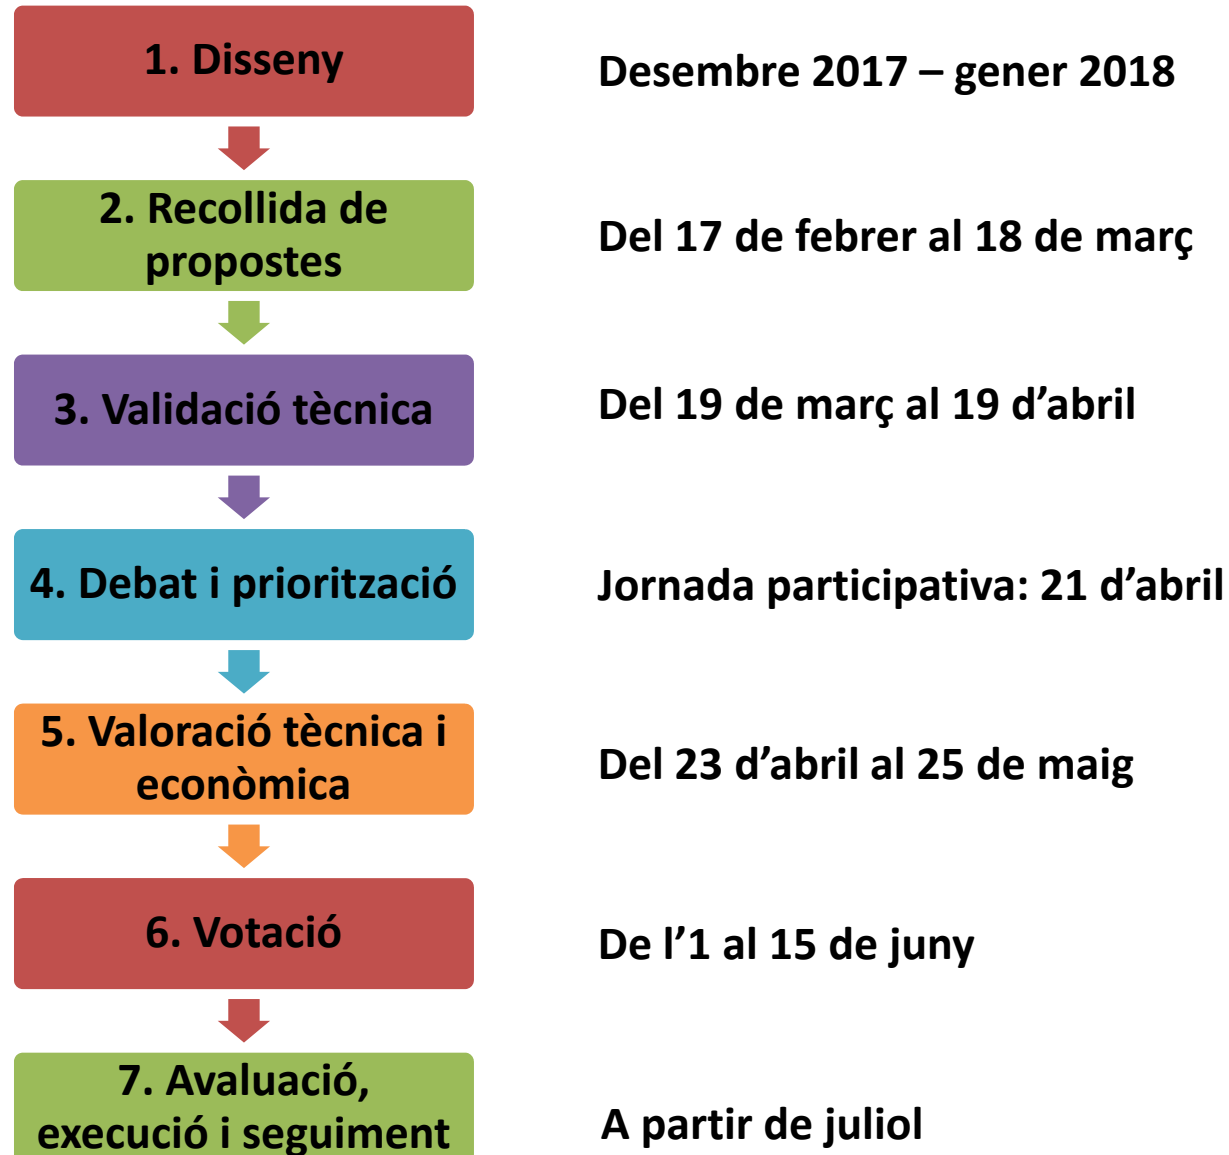 1. Disseny
Desembre 2017 – gener 2018
2. Recollida de
propostes
Del 17 de febrer al 18 de març
3. Validació tècnica
Del 19 de març al 19 d’abril
4. Debat i priorització
Jornada participativa: 21 d’abril
5. Valoració tècnica i
econòmica
Del 23 d’abril al 25 de maig
6. Votació
De l’1 al 15 de juny
7. Avaluació,
execució i seguiment
A partir de juliol